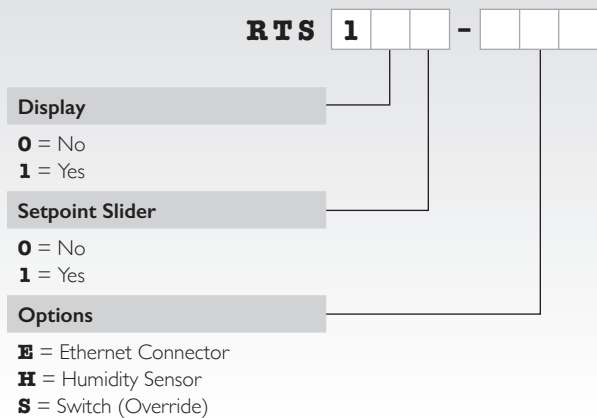 RTS 1 -
Display
0 = No
1 = Yes
Setpoint Slider
0 = No
1 = Yes
Options
E = Ethernet Connector
H = Humidity Sensor
S = Switch (Override)